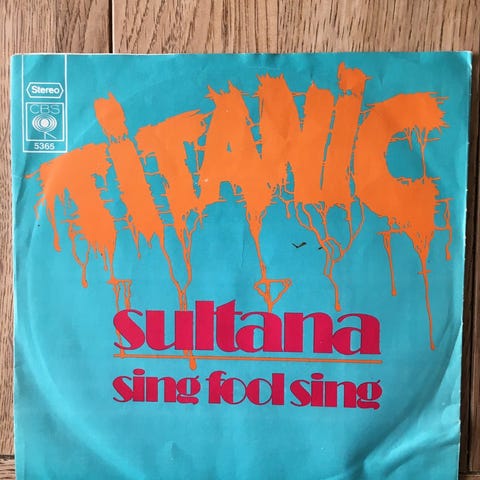 Stereo
CBS
5365
TiTANiC
sultana
sing fool sing